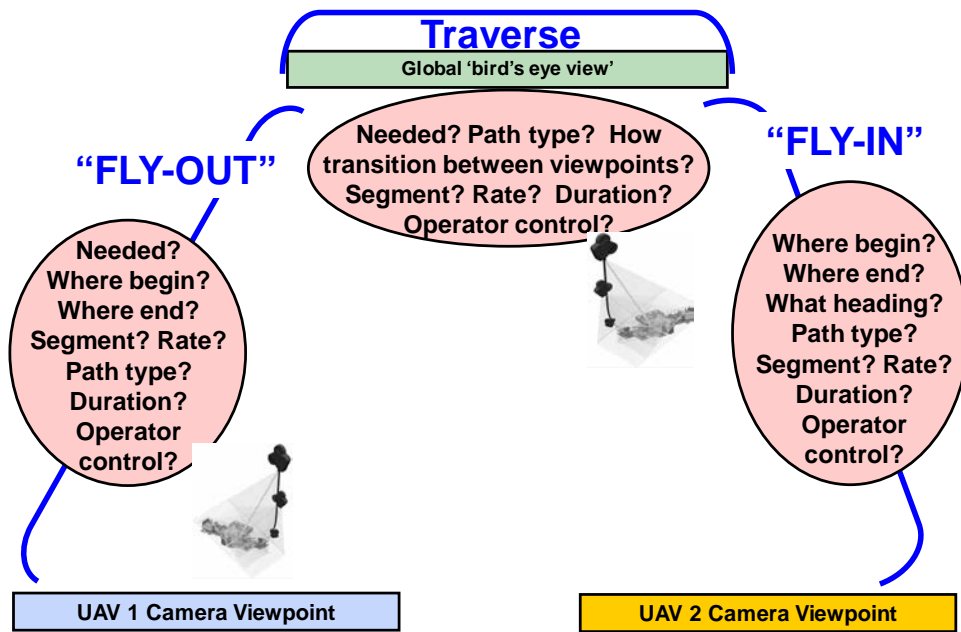 Traverse
Global ‘bird’s eye view’
Needed? Path type?  How
transition between viewpoints?
Segment? Rate?  Duration?
Operator control?
“FLY-OUT”
Needed?
Where begin?
Where end?
Segment? Rate?
Path type?
Duration?
Operator
control?
“FLY-IN”
Where begin?
Where end?
What heading?
Path type?
Segment? Rate?
Duration?
Operator
control?
UAV 1 Camera Viewpoint
UAV 2 Camera Viewpoint